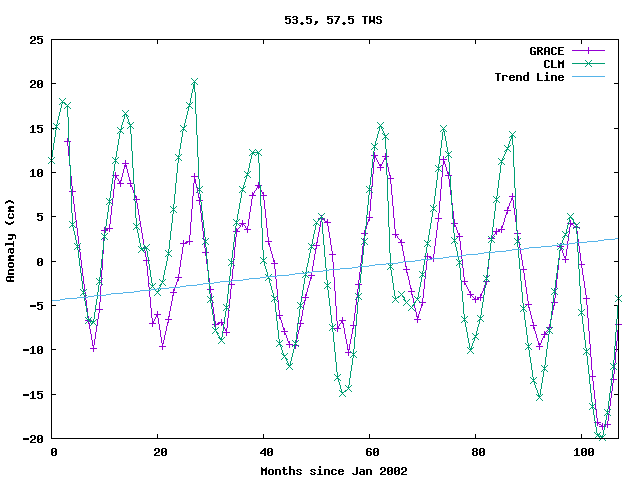 53.5, 57.5 TWS
GRACE
CLM
Trend Line
25
20
15
10
5
0
-5
-10
-15
-20
Anomaly (cm)
0 20 40 60 80 100
Months since Jan 2002